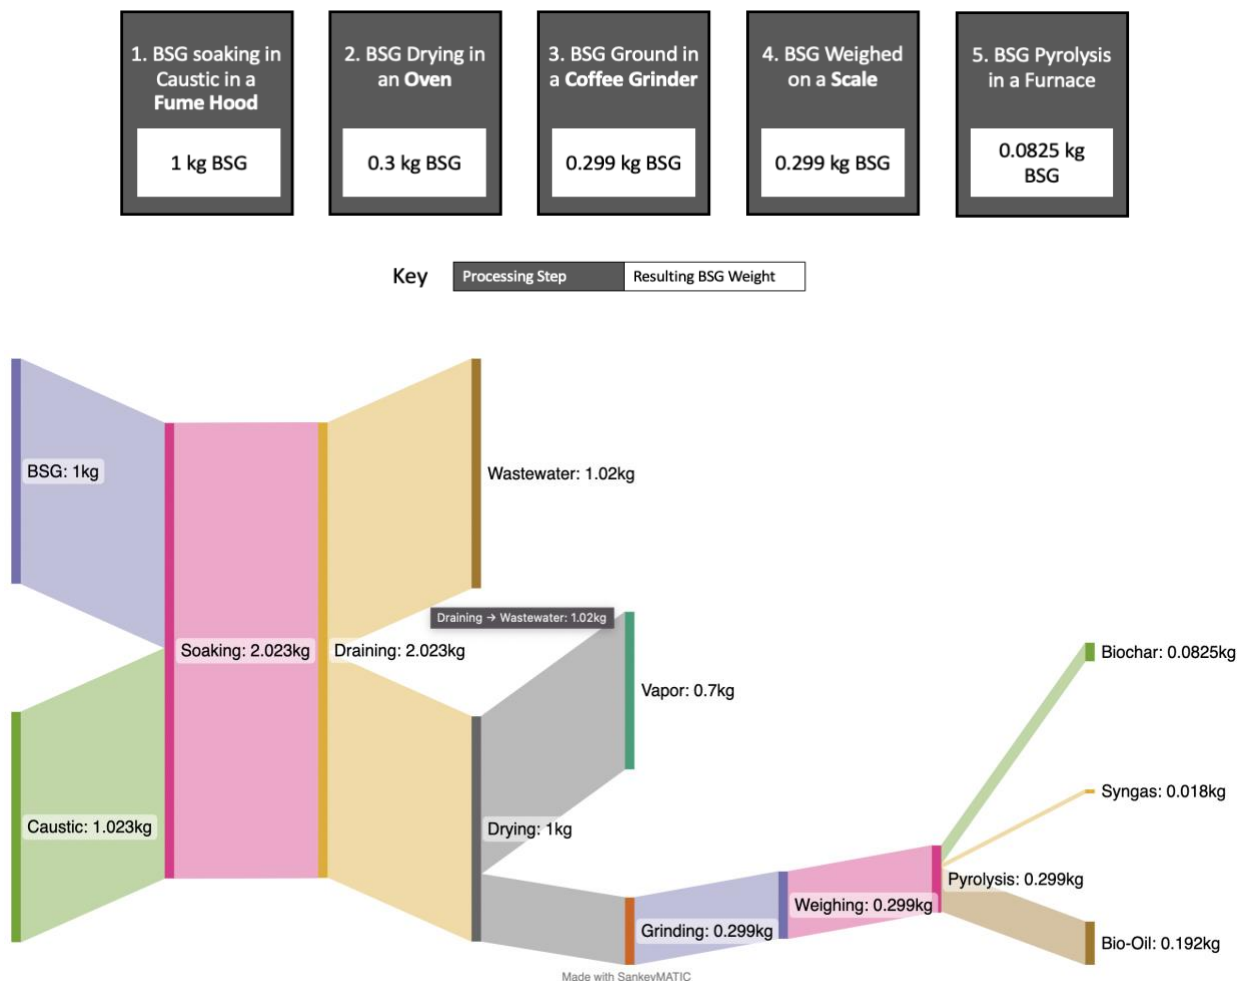 1. BSG soaking in
Caustic in a
Fume Hood
1 kg BSG
2. BSG Drying in
an Oven
0.3 kg BSG
3. BSG Ground in
a Coffee Grinder
0.299 kg BSG
4. BSG Weighed
on a Scale
0.299 kg BSG
5. BSG Pyrolysis
in a Furnace
0.0825 kg
BSG
Key
Processing Step
Resulting BSG Weight
BSG: 1kg
Wastewater: 1.02kg
Draining → Wastewater: 1.02kg
Soaking: 2.023kg
Draining: 2.023kg
Biochar: 0.0825kg
Vapor: 0.7kg
Syngas: 0.018kg
Caustic: 1.023kg
Drying: 1kg
Pyrolysis: 0.299kg
Weighing: 0.299kg
Grinding: 0.299kg
Bio-Oil: 0.192kg
Made with SankeyMATIC